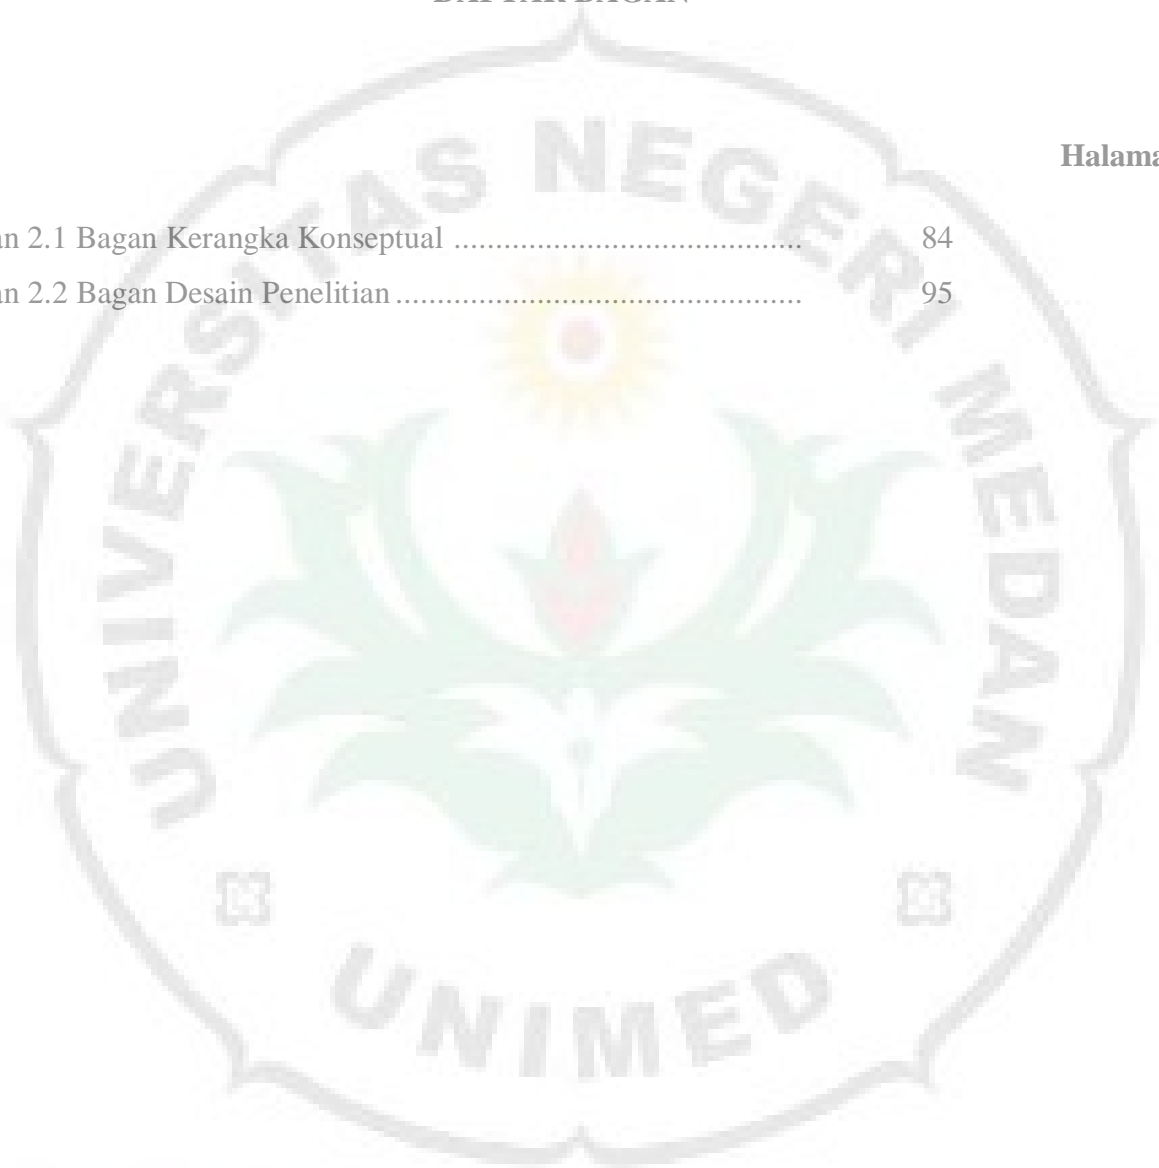 DAFTAR BAGAN
Halama
an 2.1 Bagan Kerangka Konseptual ........................................... 84
an 2.2 Bagan Desain Penelitian .................................................. 95
UNIVERSITAS NEGERI MEDAN
UNIMED